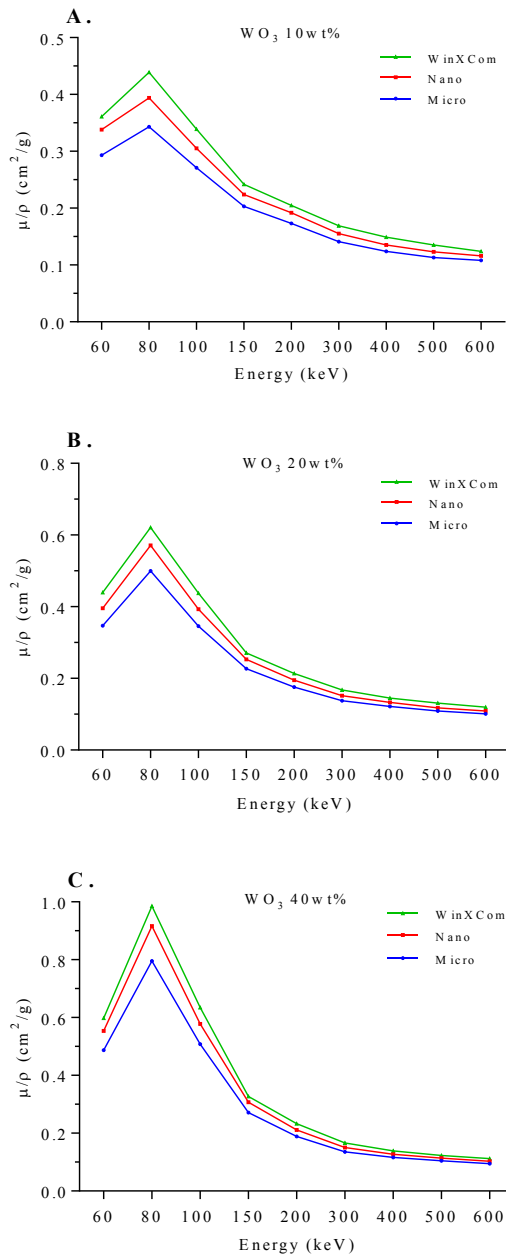 A.
WO₃ 10wt%
WinXCom
Nano
Micro
μ/ρ (cm²/g)
0.5
0.4
0.3
0.2
0.1
0.0
60 80 100 150 200 300 400 500 600
Energy (keV)
B.
WO₃ 20wt%
WinXCom
Nano
Micro
μ/ρ (cm²/g)
0.8
0.6
0.4
0.2
0.0
60 80 100 150 200 300 400 500 600
Energy (keV)
C.
WO₃ 40wt%
WinXCom
Nano
Micro
μ/ρ (cm²/g)
1.0
0.8
0.6
0.4
0.2
0.0
60 80 100 150 200 300 400 500 600
Energy (keV)